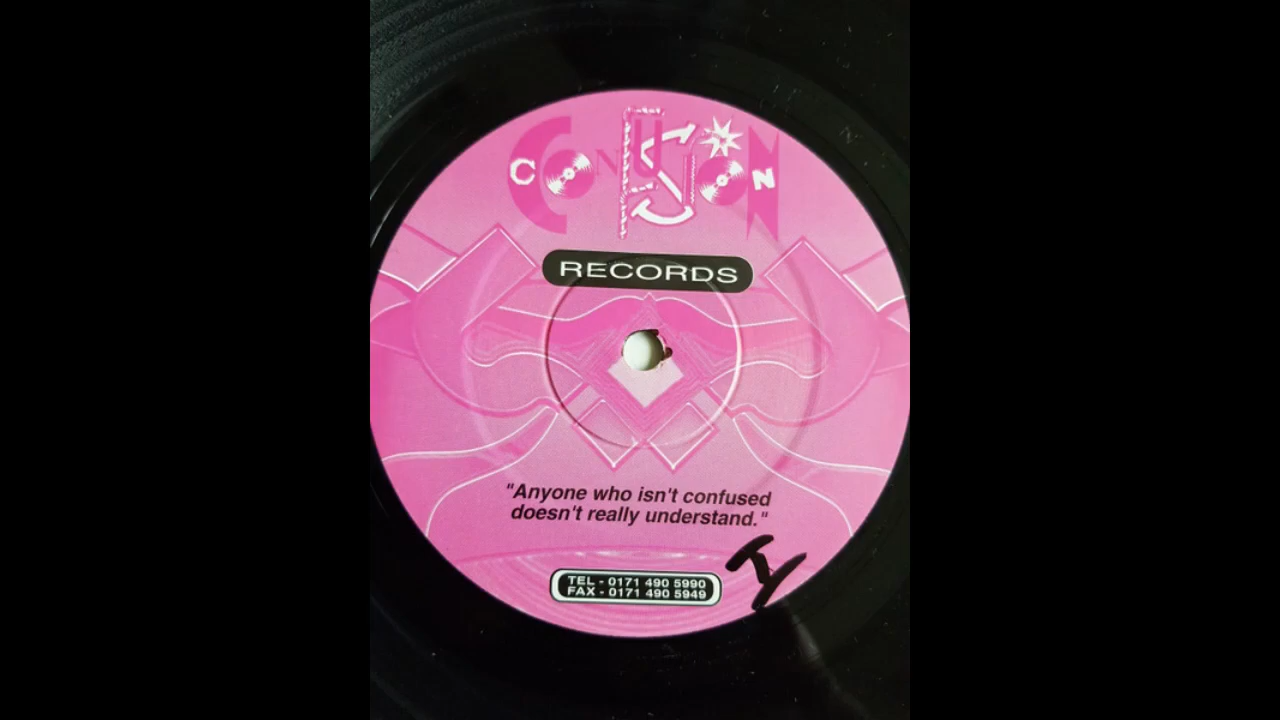 CONFUSION
RECORDS
"Anyone who isn't confused
doesn't really understand."
TEL - 0171 490 5990
FAX - 0171 490 5949
I